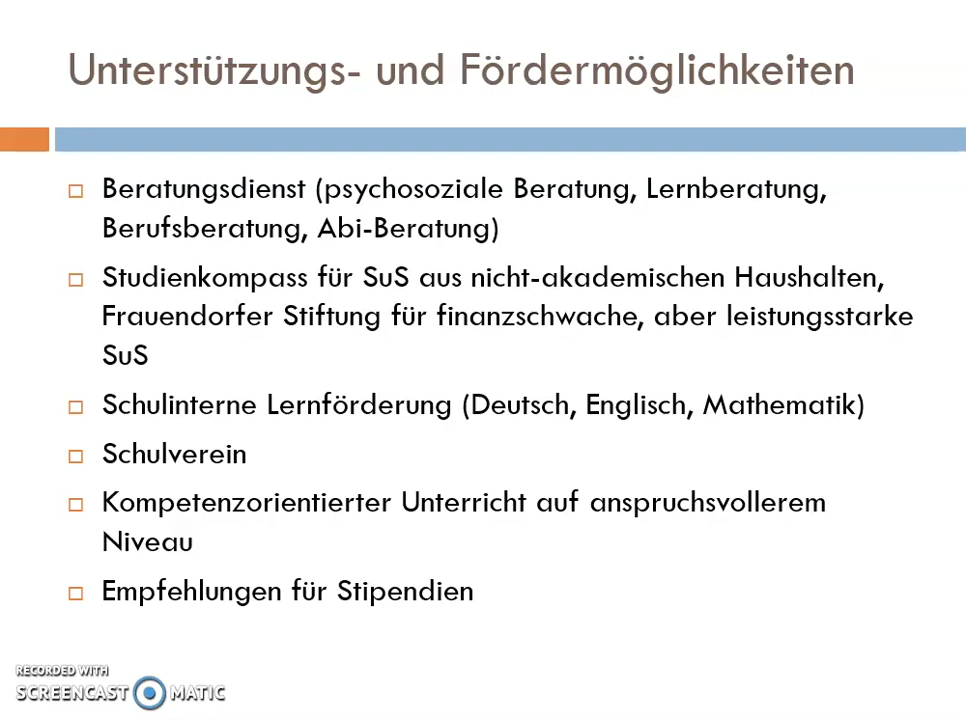 Unterstützungs- und Fördermöglichkeiten
Beratungsdienst (psychosoziale Beratung, Lernberatung,
Berufsberatung, Abi-Beratung)
Studienkompass für SuS aus nicht-akademischen Haushalten,
Frauendorfer Stiftung für finanzschwache, aber leistungsstarke
SuS
Schulinterne Lernförderung (Deutsch, Englisch, Mathematik)
Schulverein
Kompetenzorientierter Unterricht auf anspruchsvollerem
Niveau
Empfehlungen für Stipendien
RECORDED WITH
SCREENCAST MATIC